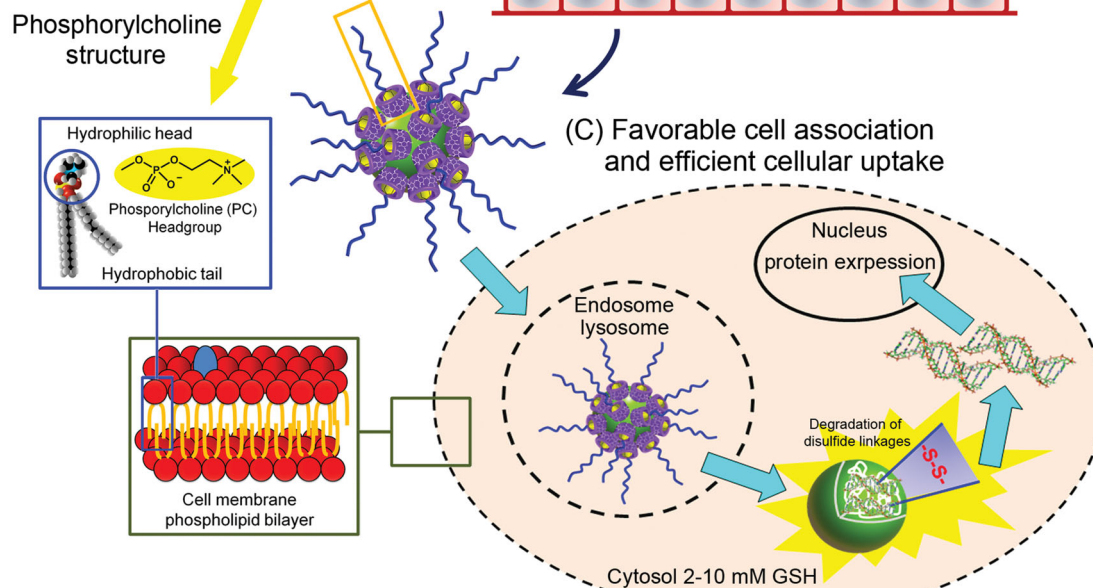 Phosphorylcholine
structure
Hydrophilic head
O
P
O
O
O⁻
N⁺
Phosporylcholine (PC)
Headgroup
Hydrophobic tail
Cell membrane
phospholipid bilayer
(C) Favorable cell association
and efficient cellular uptake
Nucleus
protein exrpession
Endosome
lysosome
Degradation of
disulfide linkages
-S-S-
Cytosol 2-10 mM GSH